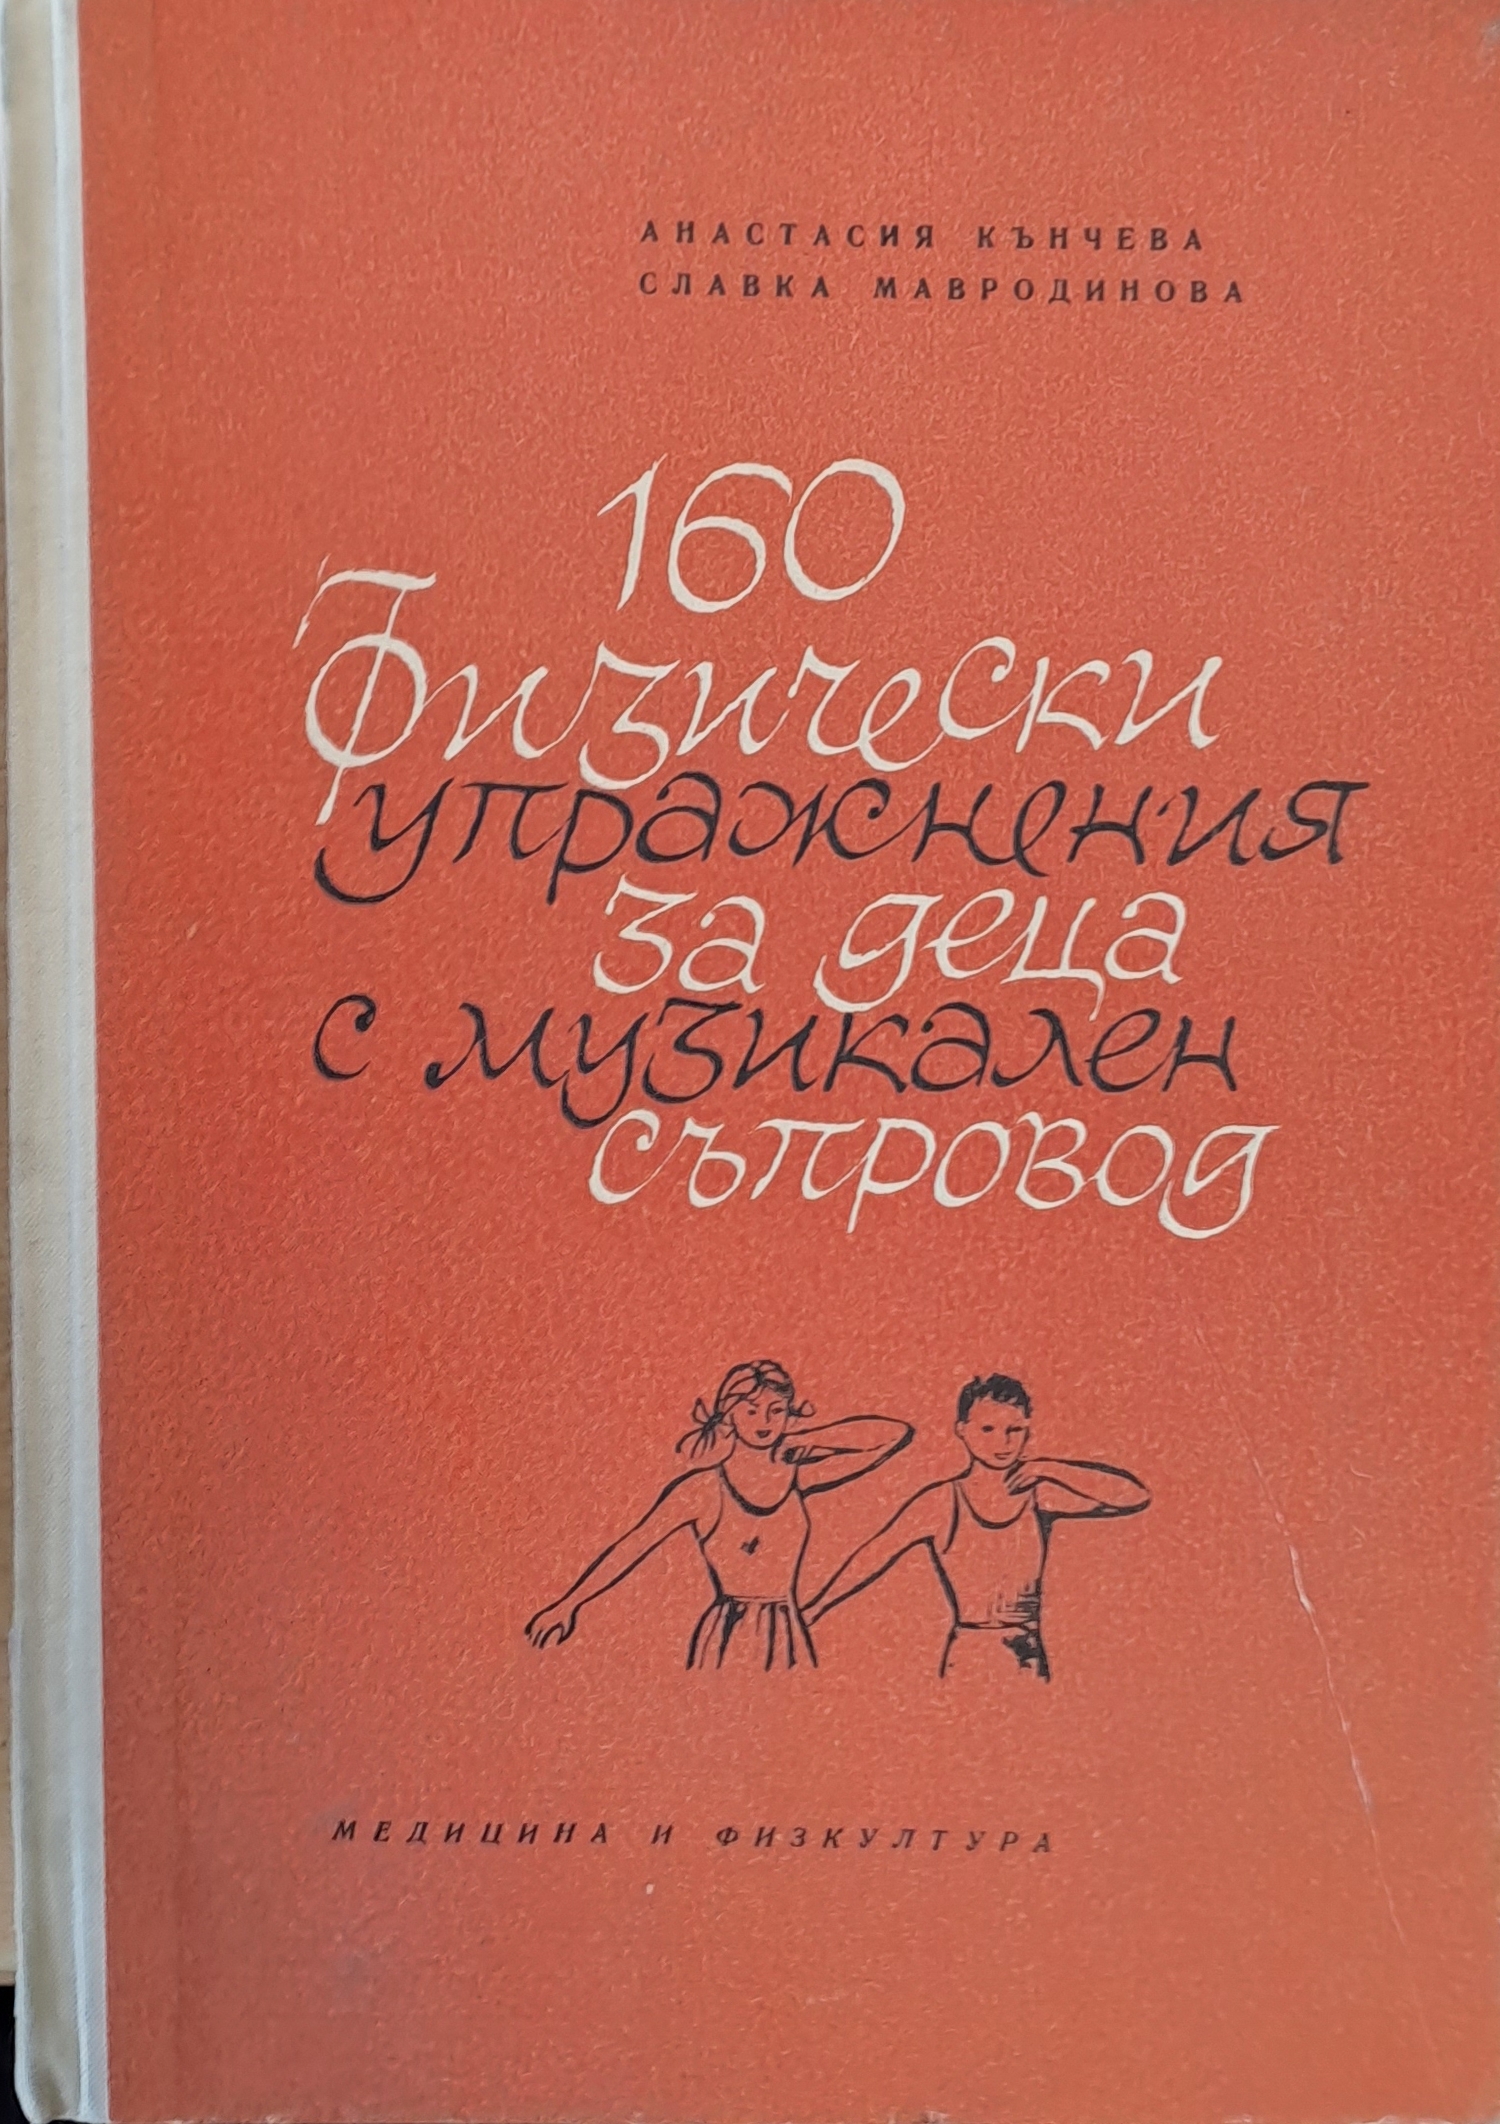 АНАСТАСИЯ КЪНЧЕВА
СЛАВКА МАВРОДИНОВА
160
Физически
упражнения
за деца
с музикален
съпровод
МЕДИЦИНА И ФИЗКУЛТУРА